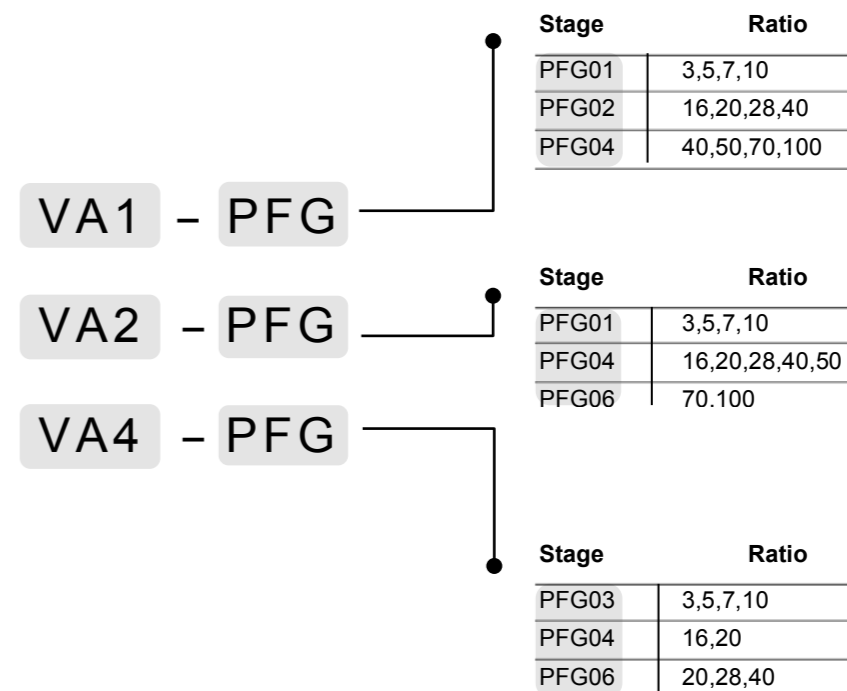 Stage Ratio
PFG01 3,5,7,10
PFG02 16,20,28,40
PFG04 40,50,70,100
VA1 – PFG
VA2 – PFG
VA4 – PFG
Stage Ratio
PFG01 3,5,7,10
PFG04 16,20,28,40,50
PFG06 70,100
Stage Ratio
PFG03 3,5,7,10
PFG04 16,20
PFG06 20,28,40